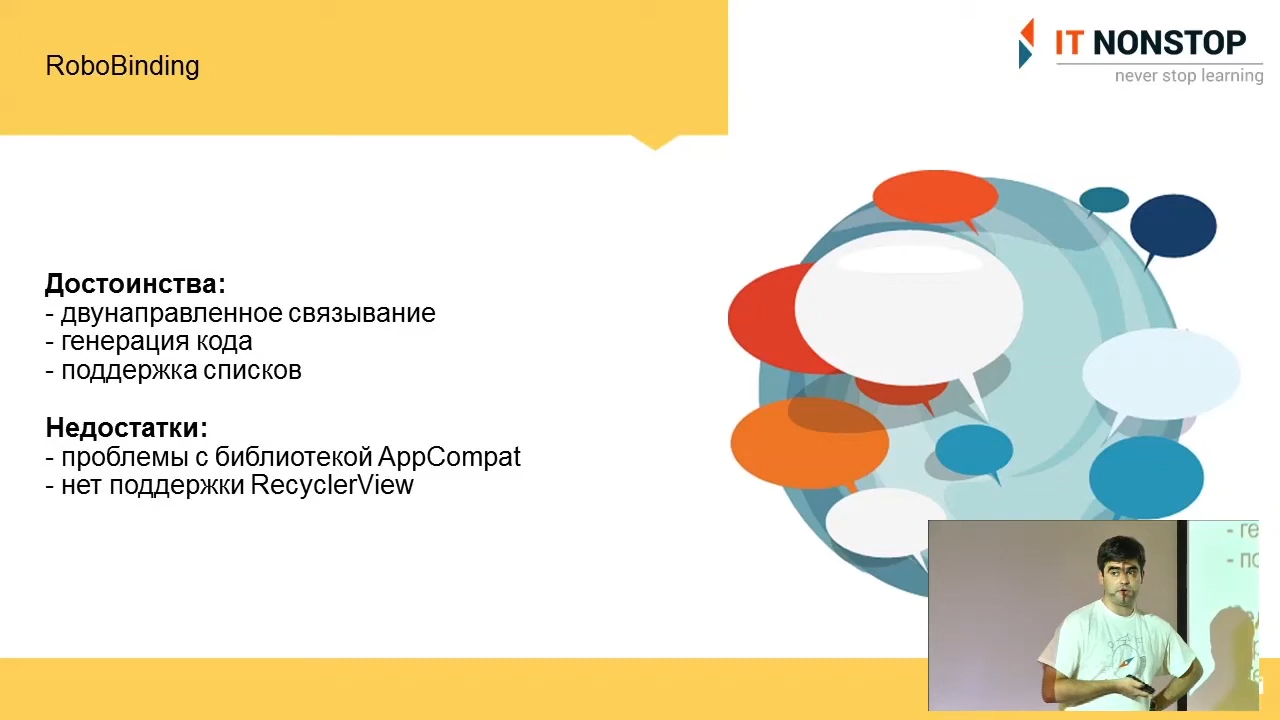 RoboBinding
IT NONSTOP
never stop learning
Достоинства:
- двунаправленное связывание
- генерация кода
- поддержка списков
Недостатки:
- проблемы с библиотекой AppCompat
- нет поддержки RecyclerView
- ге